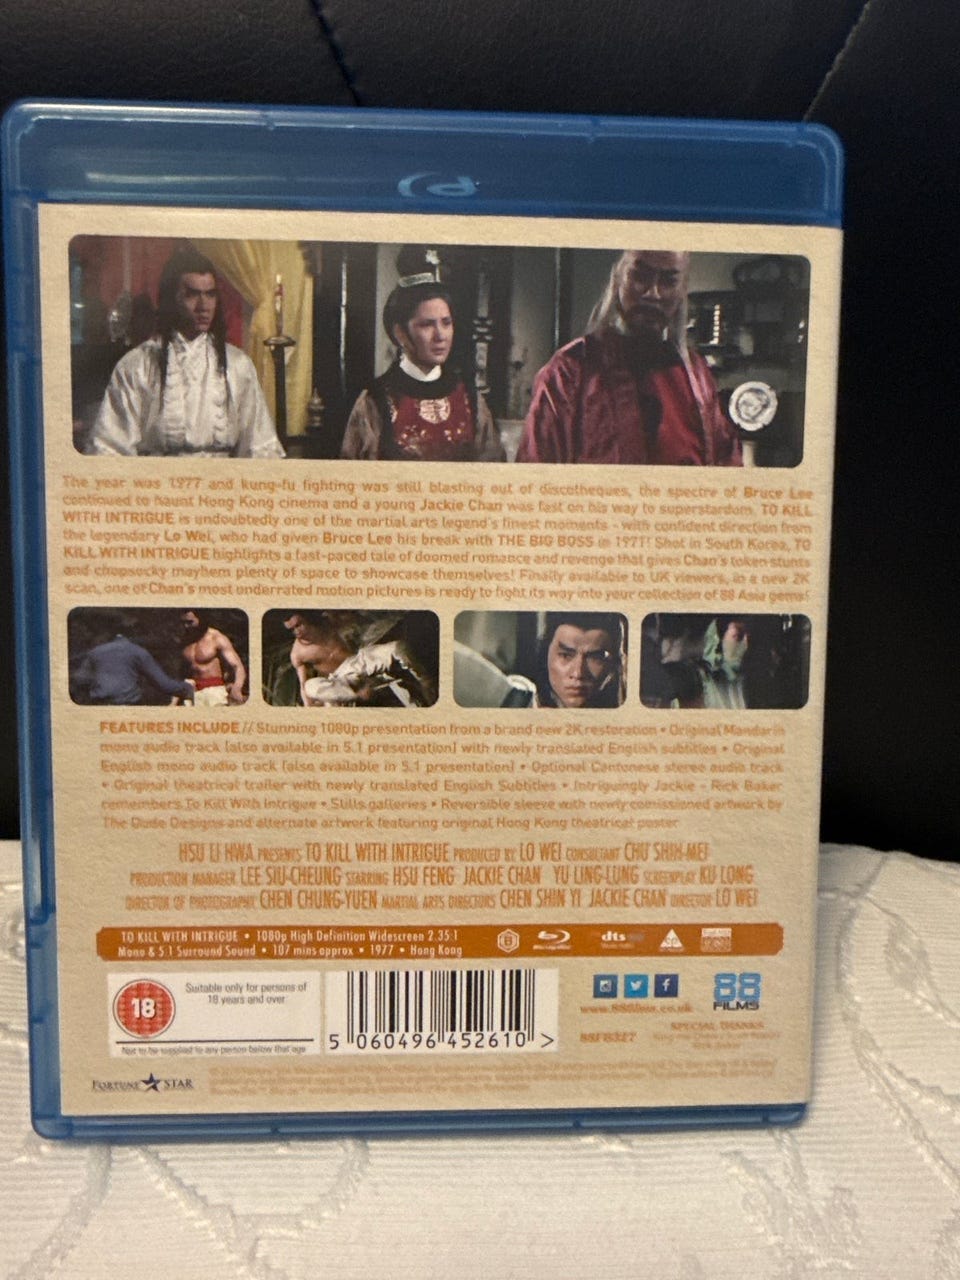 The year was 1977 and kung-fu fighting was still blasting out of discotheques, the spectre of Bruce Lee
continued to haunt Hong Kong cinema and a young Jackie Chan was fast on his way to superstardom. TO KILL
WITH INTRIGUE is undoubtedly one of the martial arts legend's finest moments - with confident direction from
the legendary Lo Wei, who had given Bruce Lee his break with THE BIG BOSS in 1971! Shot in South Korea, TO
KILL WITH INTRIGUE highlights a fast-paced tale of doomed romance and revenge that gives Chan's token stunts
and chopsocky mayhem plenty of space to showcase themselves! Finally available to UK viewers, in a new 2K
scan, one of Chan's most underrated motion pictures is ready to fight its way into your collection of 88 Asia gems!
FEATURES INCLUDE // Stunning 1080p presentation from a brand new 2K restoration • Original Mandarin
mono audio track [also available in 5.1 presentation] with newly translated English subtitles • Original
English mono audio track [also available in 5.1 presentation] • Optional Cantonese stereo audio track
• Original theatrical trailer with newly translated English Subtitles • Intriguingly Jackie - Rick Baker
remembers To Kill With Intrigue • Stills galleries • Reversible sleeve with newly comissioned artwork by
The Dude Designs and alternate artwork featuring original Hong Kong theatrical poster
HSU LI HWA PRESENTS TO KILL WITH INTRIGUE PRODUCED BY LO WEI CONSULTANT CHU SHIH-MEI
PRODUCTION MANAGER LEE SIU-CHEUNG STARRING HSU FENG JACKIE CHAN YU LING-LUNG SCREENPLAY KU LONG
DIRECTOR OF PHOTOGRAPHY CHEN CHUNG-YUEN MARTIAL ARTS DIRECTORS CHEN SHIN YI JACKIE CHAN DIRECTOR LO WEI
TO KILL WITH INTRIGUE • 1080p High Definition Widescreen 2.35:1
Mono & 5.1 Surround Sound • 107 mins approx • 1977 • Hong Kong
B
dts
18
Suitable only for persons of
18 years and over
Not to be supplied to any person below that age
5 060496 452610 >
www.88films.co.uk
88
FILMS
SPECIAL THANKS
FORTUNE STAR